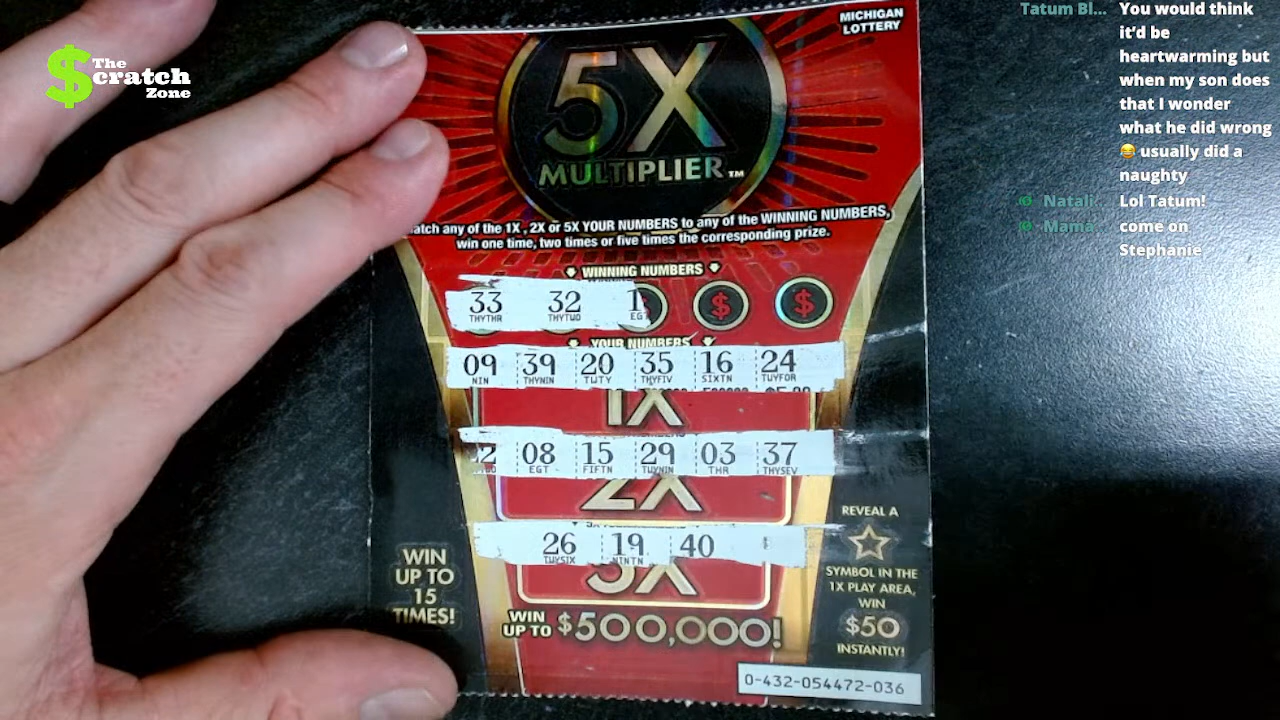 The
$cratch
Zone
MICHIGAN
LOTTERY
5X
MULTIPLIER™
atch any of the 1X, 2X or 5X YOUR NUMBERS to any of the WINNING NUMBERS,
win one time, two times or five times the corresponding prize.
WINNING NUMBERS
33 32 1 $ $
THYTHR THYTWO EGT
YOUR NUMBERS
09 39 20 35 16 24
NIN THYNIN TWTY THYFIV SIXTN TWYFOR
1X
2 08 15 29 03 37
EGT FIFTN TWYNIN THR THYSEV
2X
26 19 40
TWYSIX NINTN
5X
WIN
UP TO
15
TIMES!
WIN
UP TO $500,000!
REVEAL A
SYMBOL IN THE
1X PLAY AREA,
WIN
$50
INSTANTLY!
0-432-054472-036
Tatum Bl... You would think
it'd be
heartwarming but
when my son does
that I wonder
what he did wrong
😂 usually did a
naughty
Natali.. Lol Tatum!
Mama come on
Stephanie